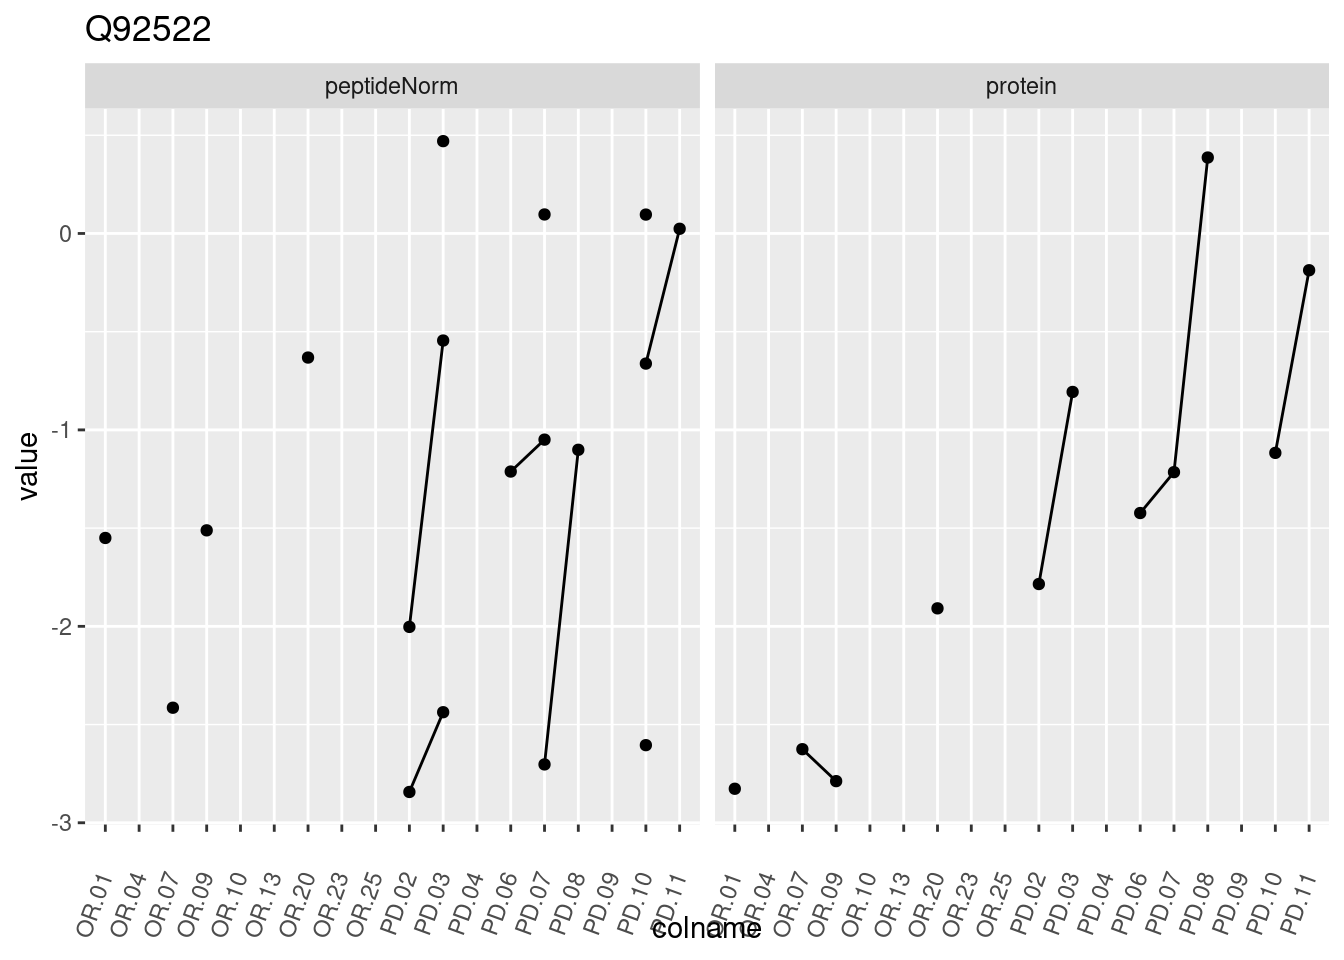 Q92522
peptideNorm
protein
value
0
-1
-2
-3
OR.01
OR.04
OR.07
OR.09
OR.10
OR.13
OR.20
OR.23
OR.25
PD.02
PD.03
PD.04
PD.06
PD.07
PD.08
PD.09
PD.10
PD.11
OR.01
OR.04
OR.07
OR.09
OR.10
OR.13
OR.20
OR.23
OR.25
PD.02
PD.03
PD.04
PD.06
PD.07
PD.08
PD.09
PD.10
PD.11
colname